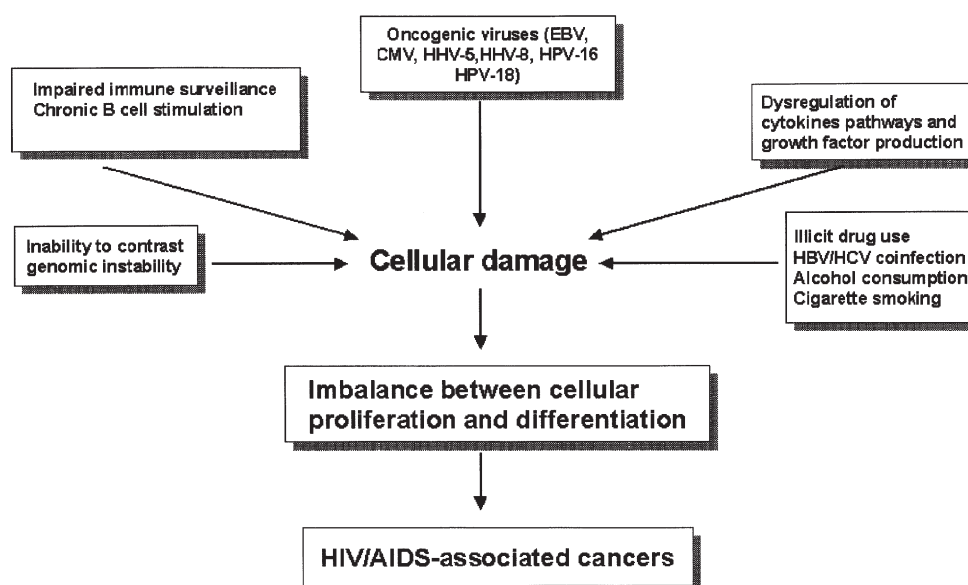 Oncogenic viruses (EBV,
CMV, HHV-5,HHV-8, HPV-16
HPV-18)
Impaired immune surveillance
Chronic B cell stimulation
Dysregulation of
cytokines pathways and
growth factor production
Inability to contrast
genomic instability
Cellular damage
Illicit drug use
HBV/HCV coinfection
Alcohol consumption
Cigarette smoking
Imbalance between cellular
proliferation and differentiation
HIV/AIDS-associated cancers